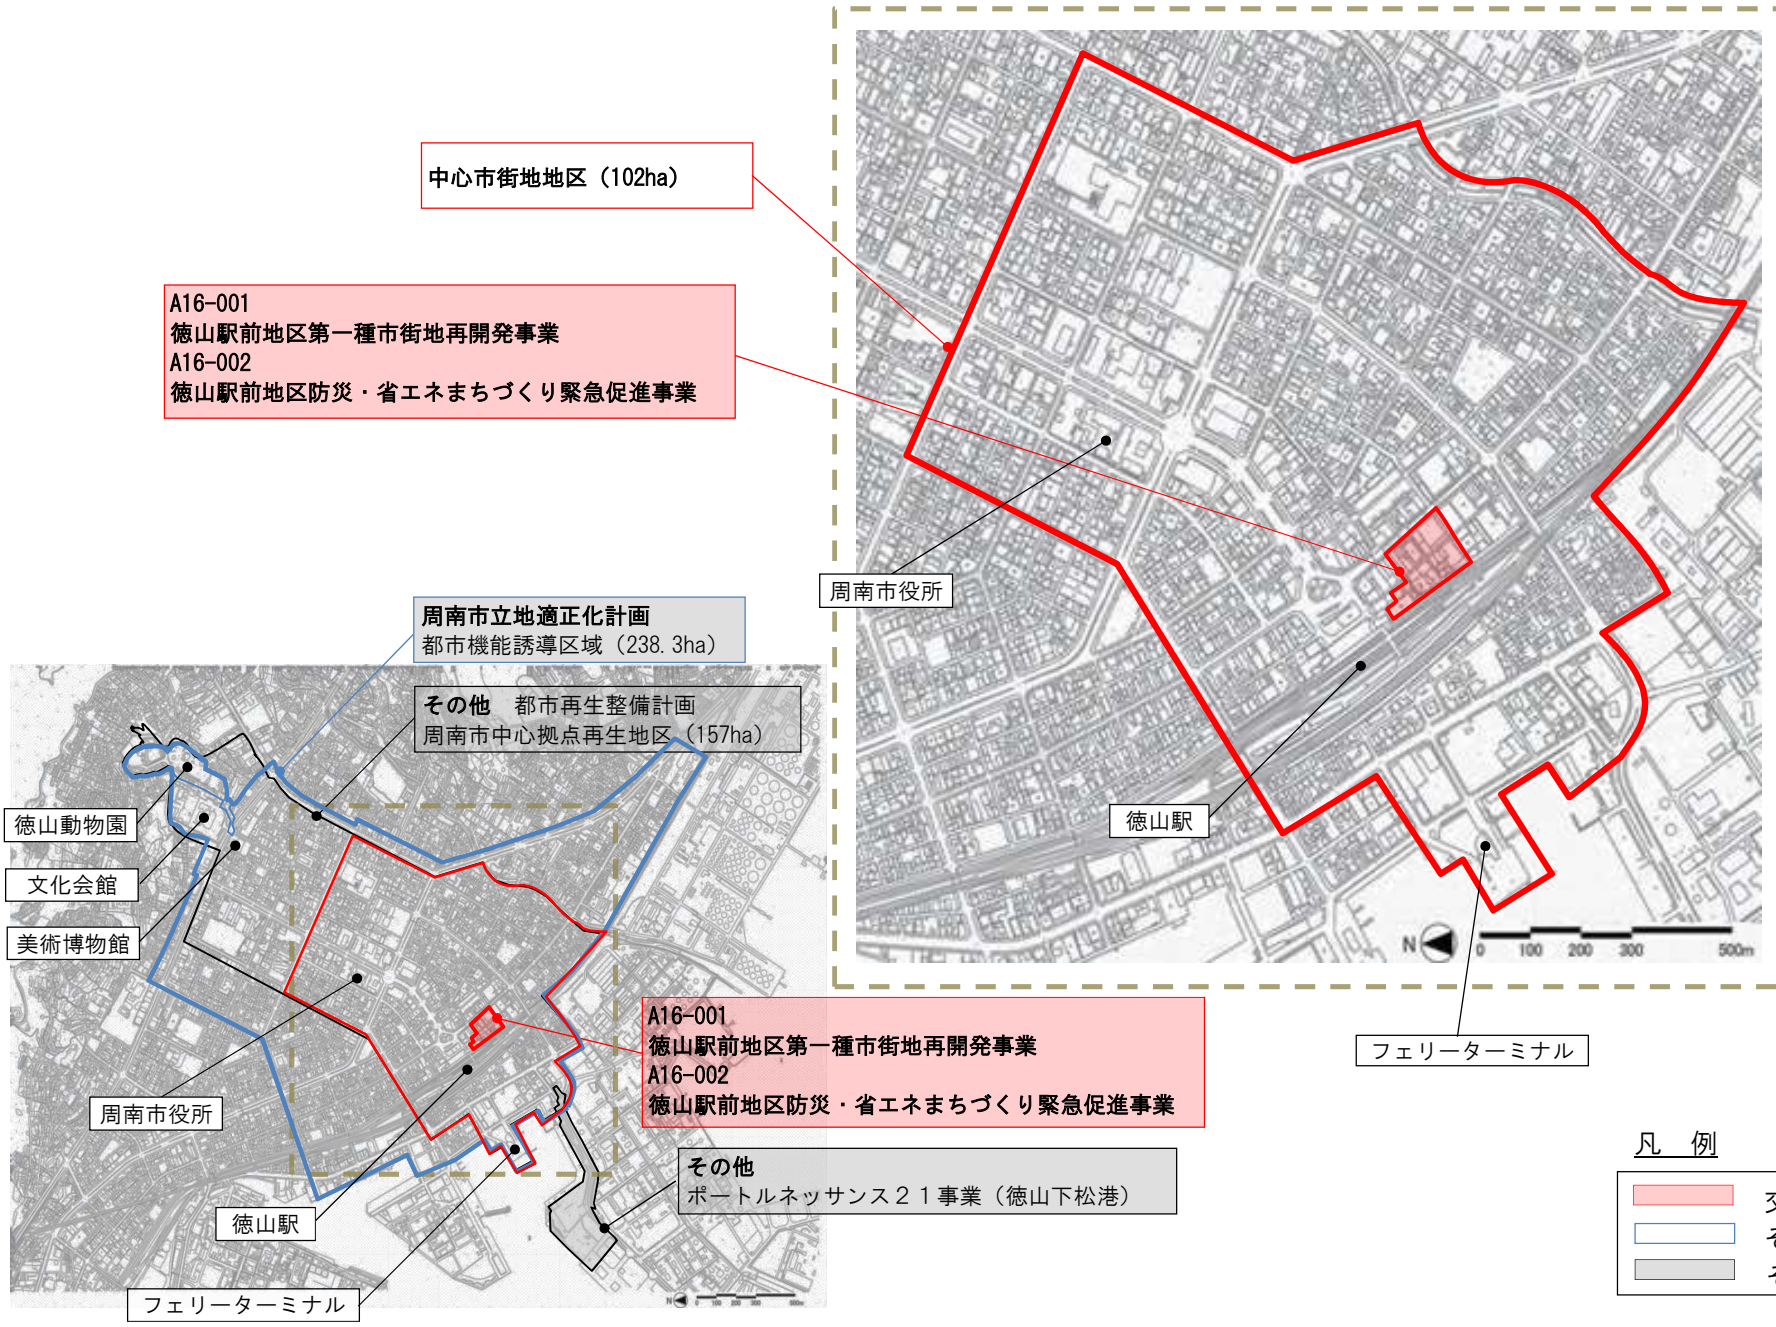 中心市街地地区（102ha）
A16-001
徳山駅前地区第一種市街地再開発事業
A16-002
徳山駅前地区防災・省エネまちづくり緊急促進事業
周南市役所
徳山駅
N
0 100 200 300 500m
フェリーターミナル
周南市立地適正化計画
都市機能誘導区域（238.3ha）
その他　都市再生整備計画
周南市中心拠点再生地区（157ha）
徳山動物園
文化会館
美術博物館
周南市役所
徳山駅
フェリーターミナル
A16-001
徳山駅前地区第一種市街地再開発事業
A16-002
徳山駅前地区防災・省エネまちづくり緊急促進事業
その他
ポートルネッサンス２１事業（徳山下松港）
N
0 100 200 300 500m
凡　例